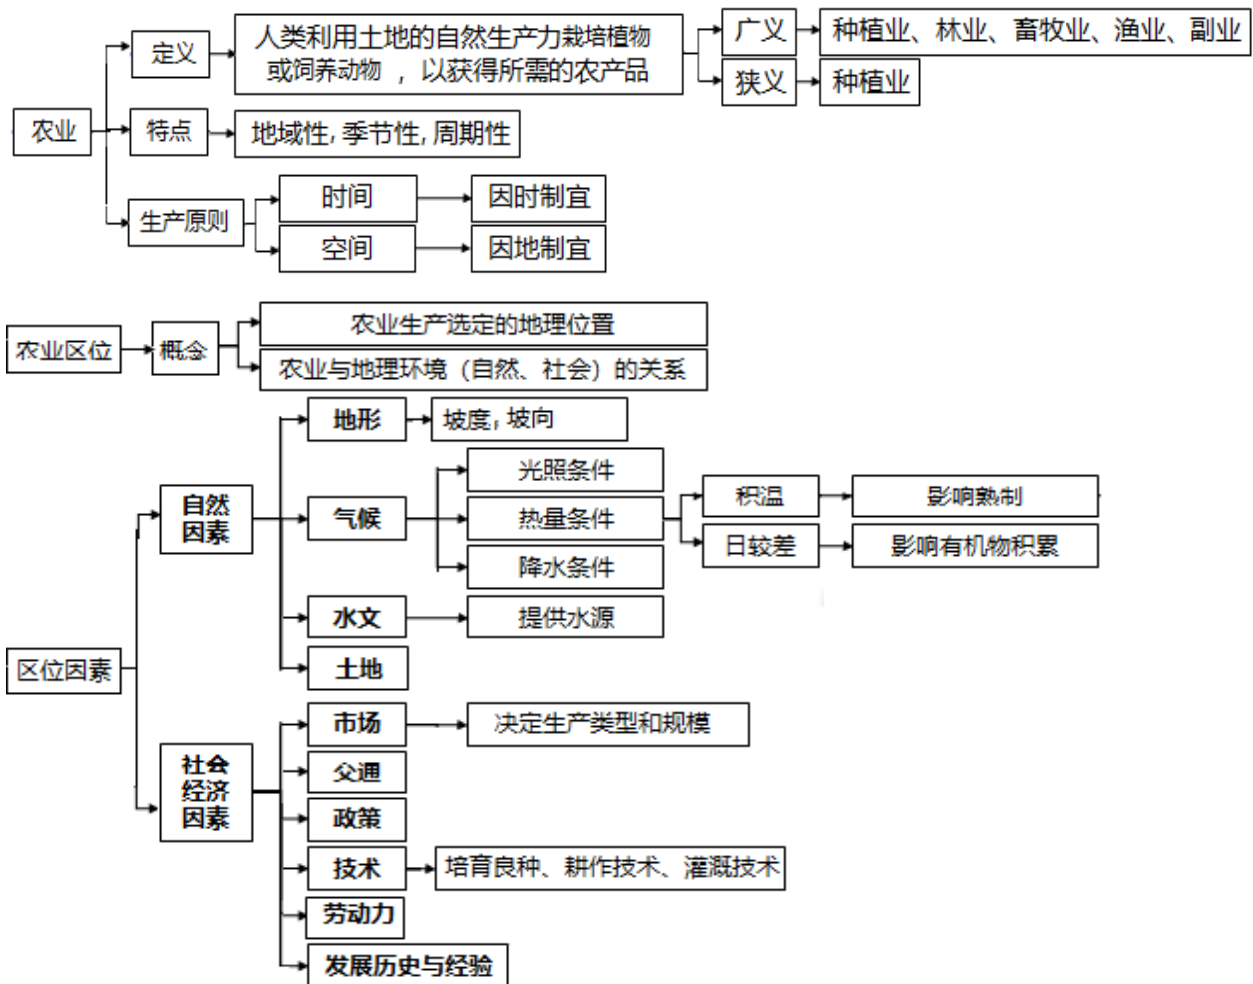 定义
人类利用土地的自然生产力栽培植物
或饲养动物 ，以获得所需的农产品
广义
种植业、林业、畜牧业、渔业、副业
狭义
种植业
农业
特点
地域性, 季节性, 周期性
生产原则
时间
因时制宜
空间
因地制宜
农业区位
概念
农业生产选定的地理位置
农业与地理环境（自然、社会）的关系
区位因素
自然
因素
地形
坡度, 坡向
气候
光照条件
热量条件
积温
影响熟制
日较差
影响有机物积累
降水条件
水文
提供水源
土地
社会
经济
因素
市场
决定生产类型和规模
交通
政策
技术
培育良种、耕作技术、灌溉技术
劳动力
发展历史与经验